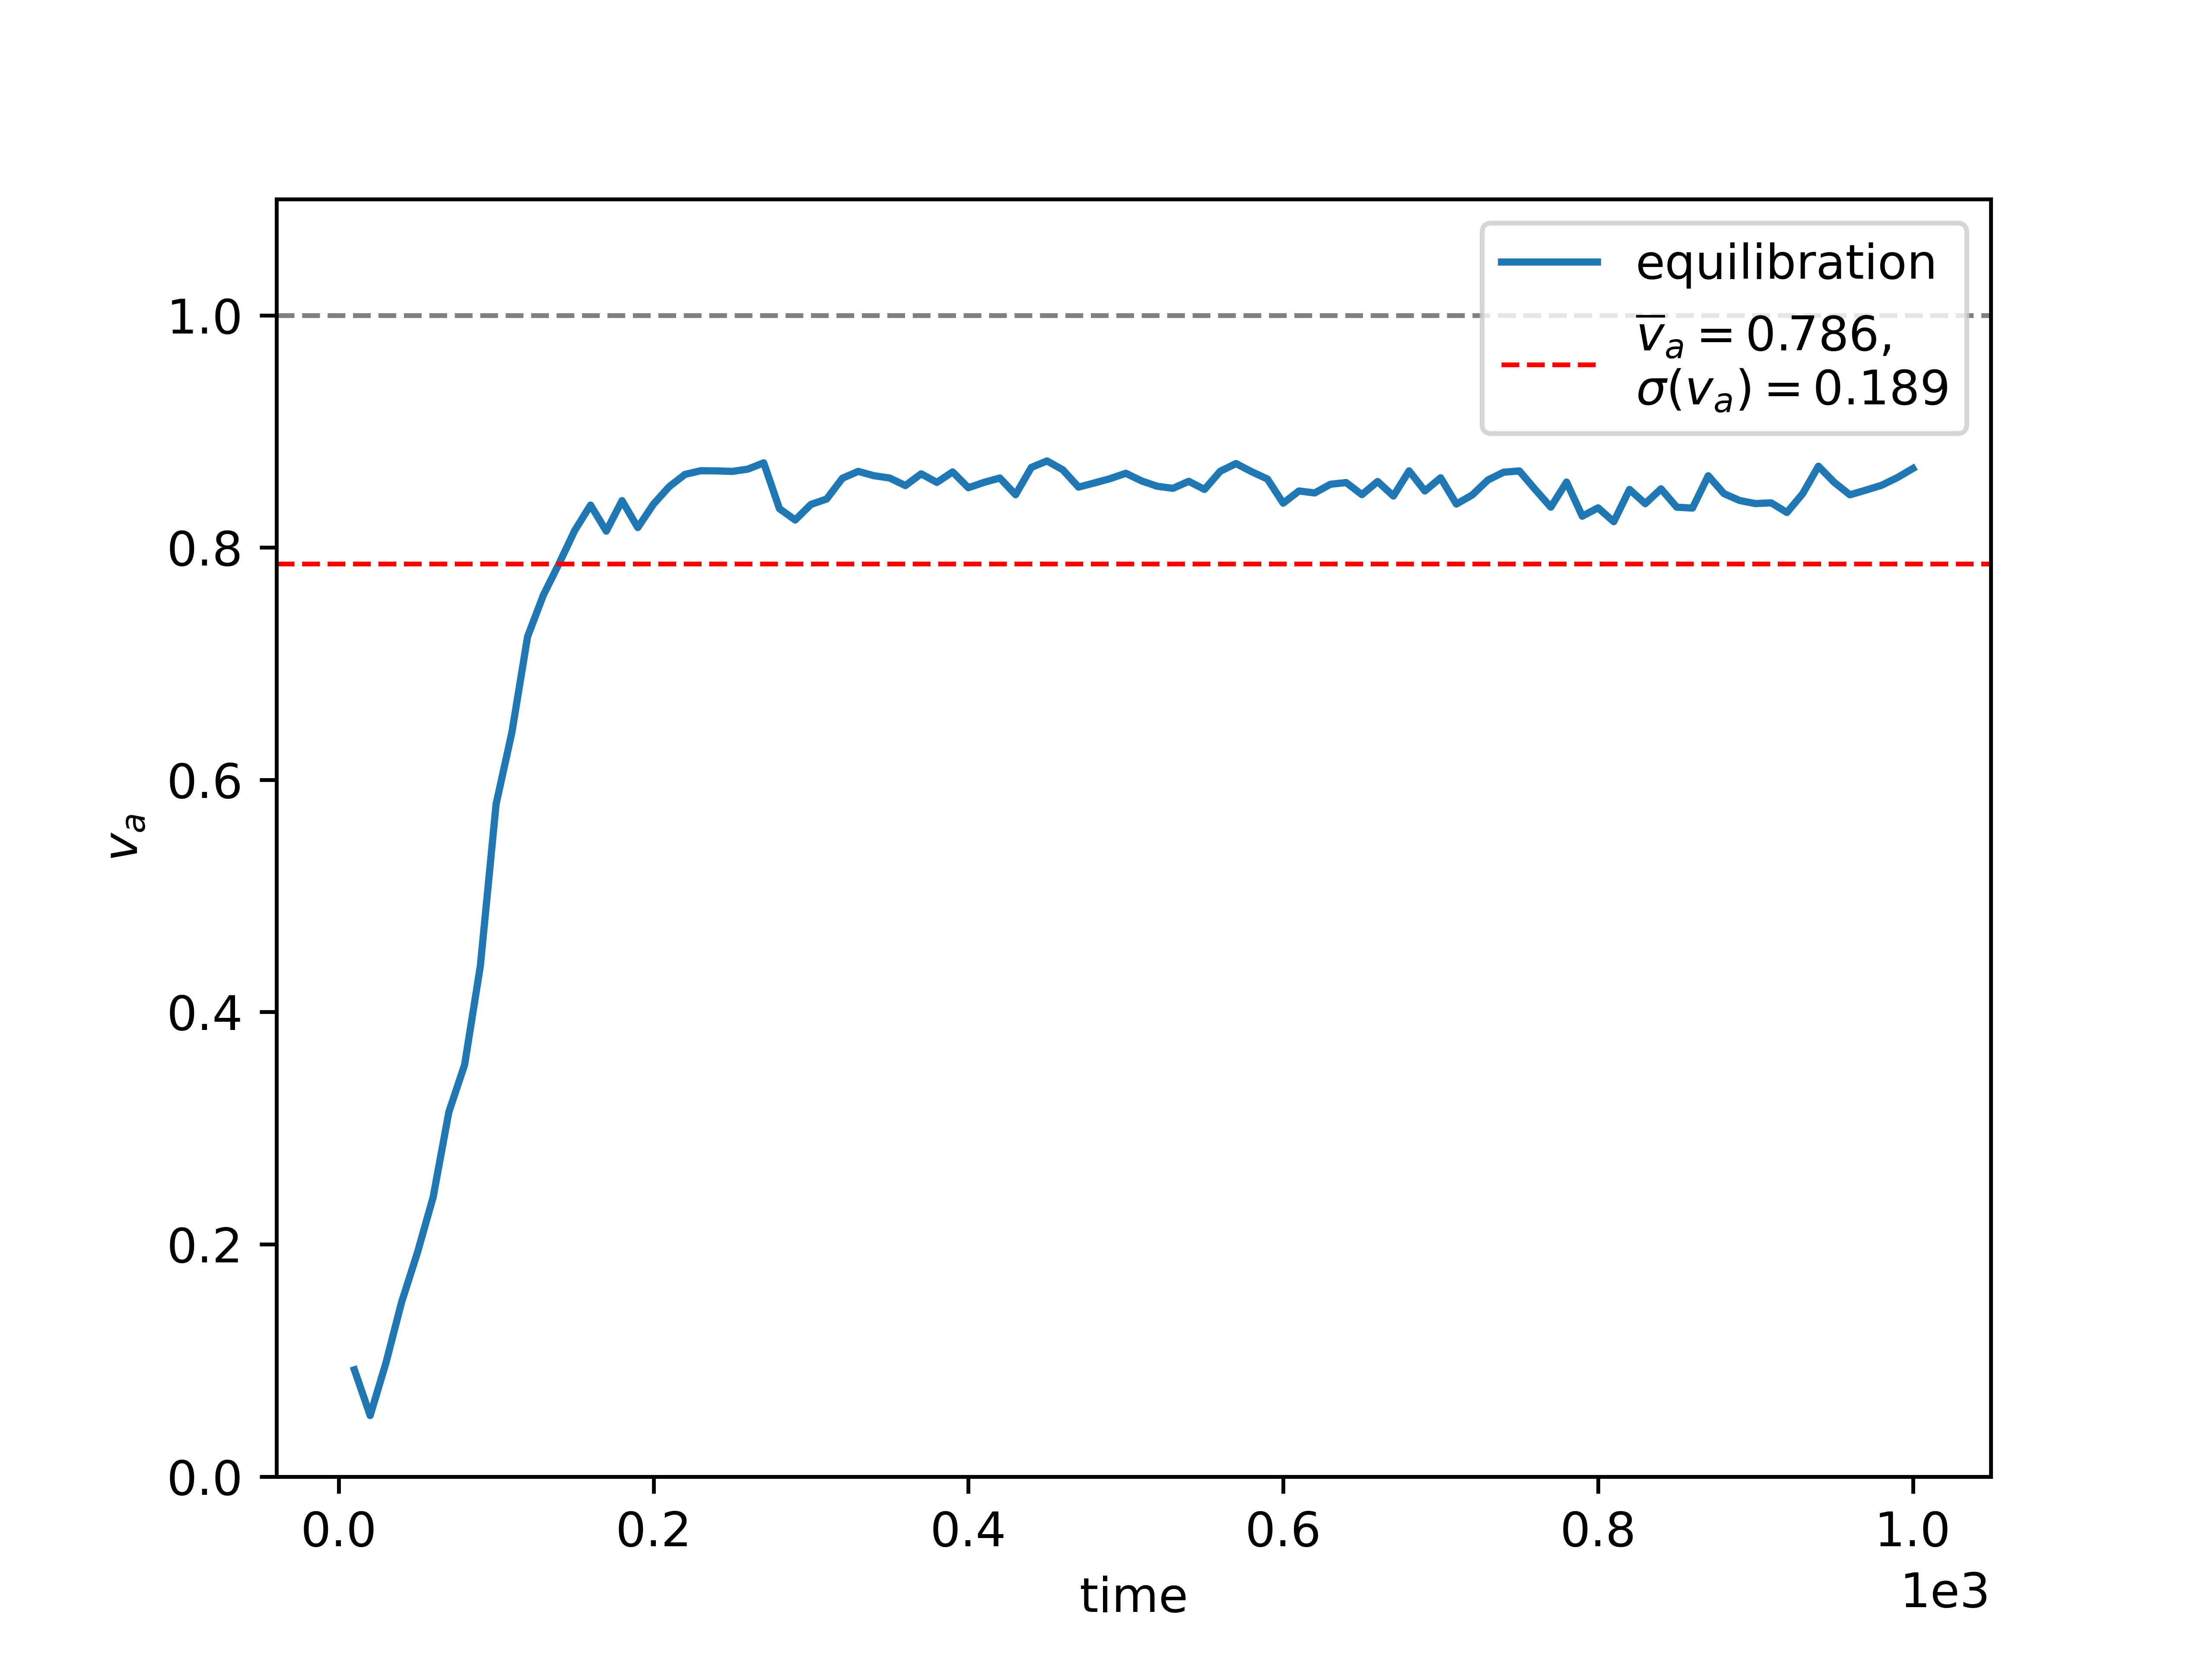 equilibration
v̅ₐ = 0.786,
σ(vₐ) = 0.189
1.0
0.8
0.6
0.4
0.2
0.0
vₐ
0.0 0.2 0.4 0.6 0.8 1.0
time
1e3